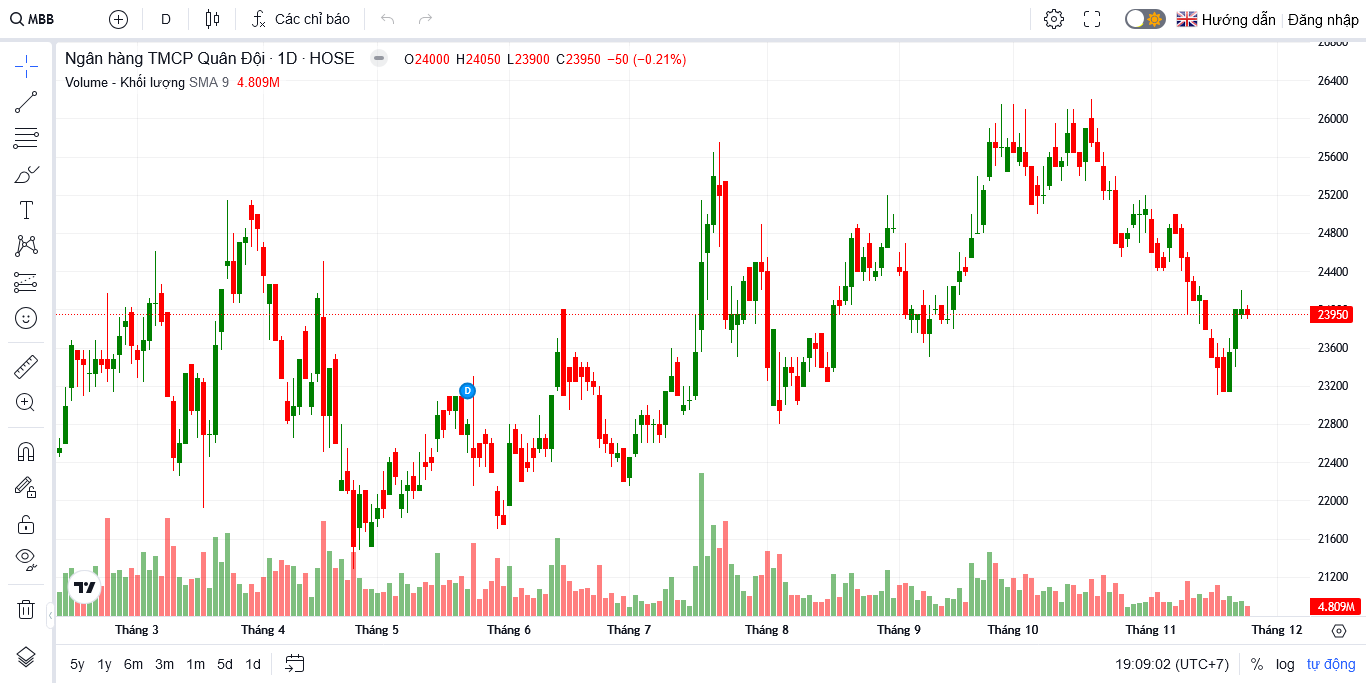 MBB D Các chỉ báo Hướng dẫn Đăng nhập
Ngân hàng TMCP Quân Đội · 1D · HOSE O24000 H24050 L23900 C23950 −50 (−0.21%)
Volume - Khối lượng SMA 9 4.809M
26800
26400
26000
25600
25200
24800
24400
23950
23600
23200
D
22800
22400
22000
21600
21200
4.809M
Tháng 3 Tháng 4 Tháng 5 Tháng 6 Tháng 7 Tháng 8 Tháng 9 Tháng 10 Tháng 11 Tháng 12
5y 1y 6m 3m 1m 5d 1d 19:09:02 (UTC+7) % log tự động